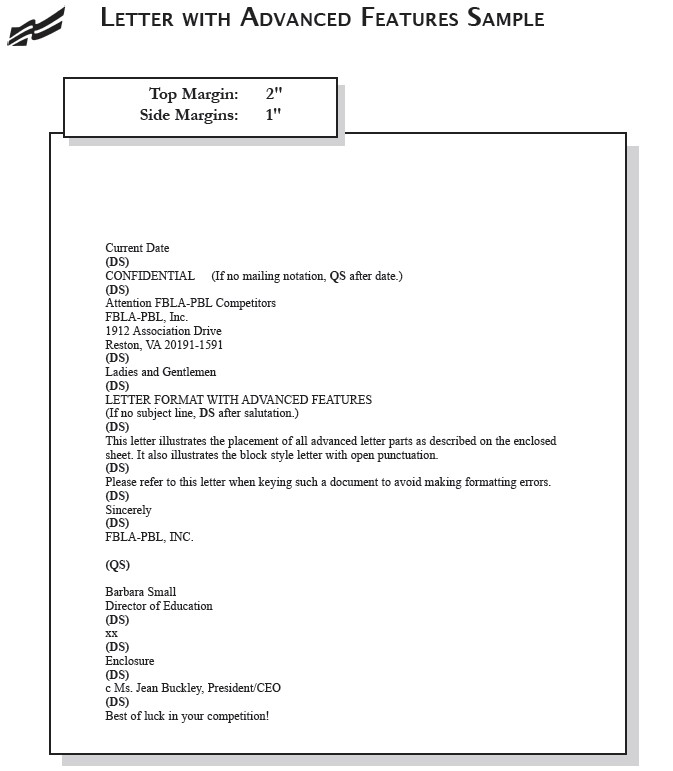 LETTER WITH ADVANCED FEATURES SAMPLE
Top Margin: 2"
Side Margins: 1"
Current Date
(DS)
CONFIDENTIAL (If no mailing notation, QS after date.)
(DS)
Attention FBLA-PBL Competitors
FBLA-PBL, Inc.
1912 Association Drive
Reston, VA 20191-1591
(DS)
Ladies and Gentlemen
(DS)
LETTER FORMAT WITH ADVANCED FEATURES
(If no subject line, DS after salutation.)
(DS)
This letter illustrates the placement of all advanced letter parts as described on the enclosed
sheet. It also illustrates the block style letter with open punctuation.
(DS)
Please refer to this letter when keying such a document to avoid making formatting errors.
(DS)
Sincerely
(DS)
FBLA-PBL, INC.
(QS)
Barbara Small
Director of Education
(DS)
xx
(DS)
Enclosure
(DS)
c Ms. Jean Buckley, President/CEO
(DS)
Best of luck in your competition!